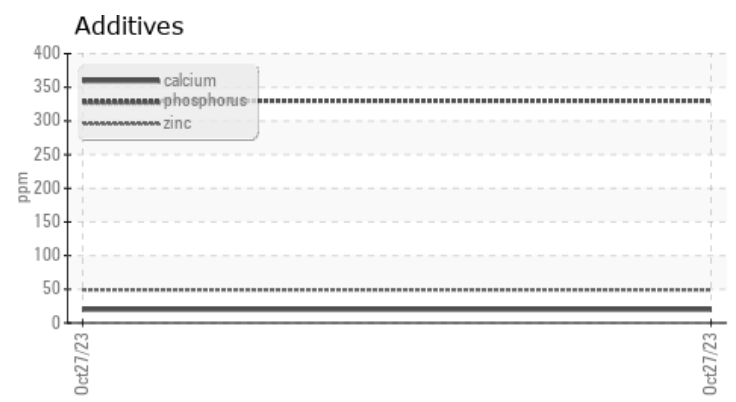 Additives
400
350
300
250
200
150
100
50
0
ppm
calcium
phosphorus
zinc
Oct27/23
Oct27/23